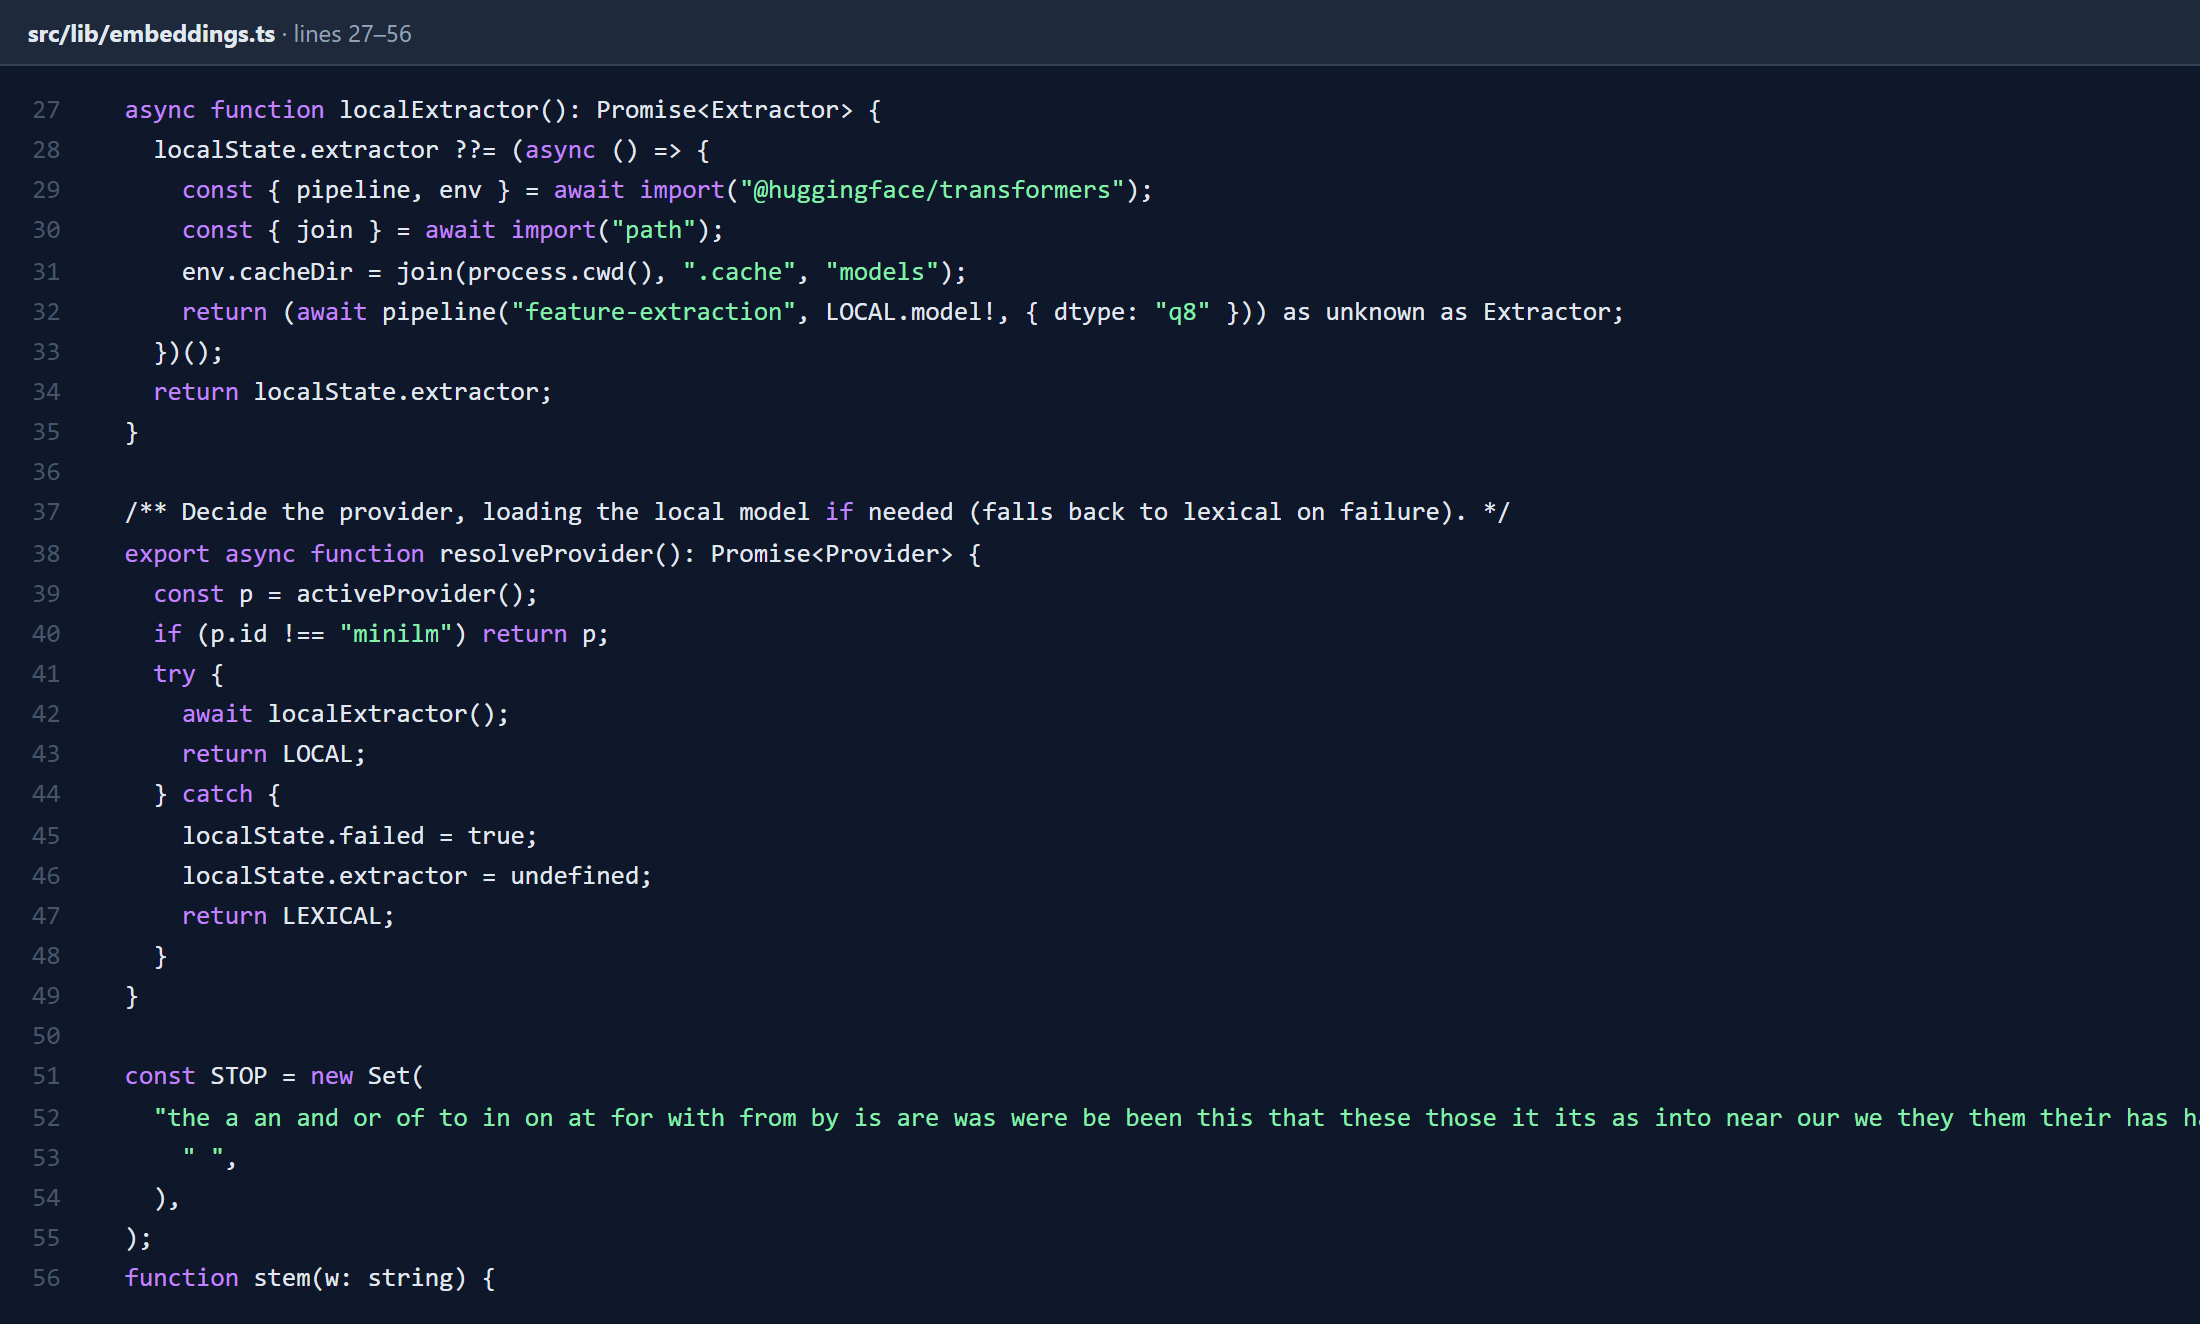 src/lib/embeddings.ts · lines 27–56
27 async function localExtractor(): Promise<Extractor> {
28 localState.extractor ??= (async () => {
29 const { pipeline, env } = await import("@huggingface/transformers");
30 const { join } = await import("path");
31 env.cacheDir = join(process.cwd(), ".cache", "models");
32 return (await pipeline("feature-extraction", LOCAL.model!, { dtype: "q8" })) as unknown as Extractor;
33 })();
34 return localState.extractor;
35 }
36
37 /** Decide the provider, loading the local model if needed (falls back to lexical on failure). */
38 export async function resolveProvider(): Promise<Provider> {
39 const p = activeProvider();
40 if (p.id !== "minilm") return p;
41 try {
42 await localExtractor();
43 return LOCAL;
44 } catch {
45 localState.failed = true;
46 localState.extractor = undefined;
47 return LEXICAL;
48 }
49 }
50
51 const STOP = new Set(
52 "the a an and or of to in on at for with from by is are was were be been this that these those it its as into near our we they them their has
53 " ",
54 ),
55 );
56 function stem(w: string) {